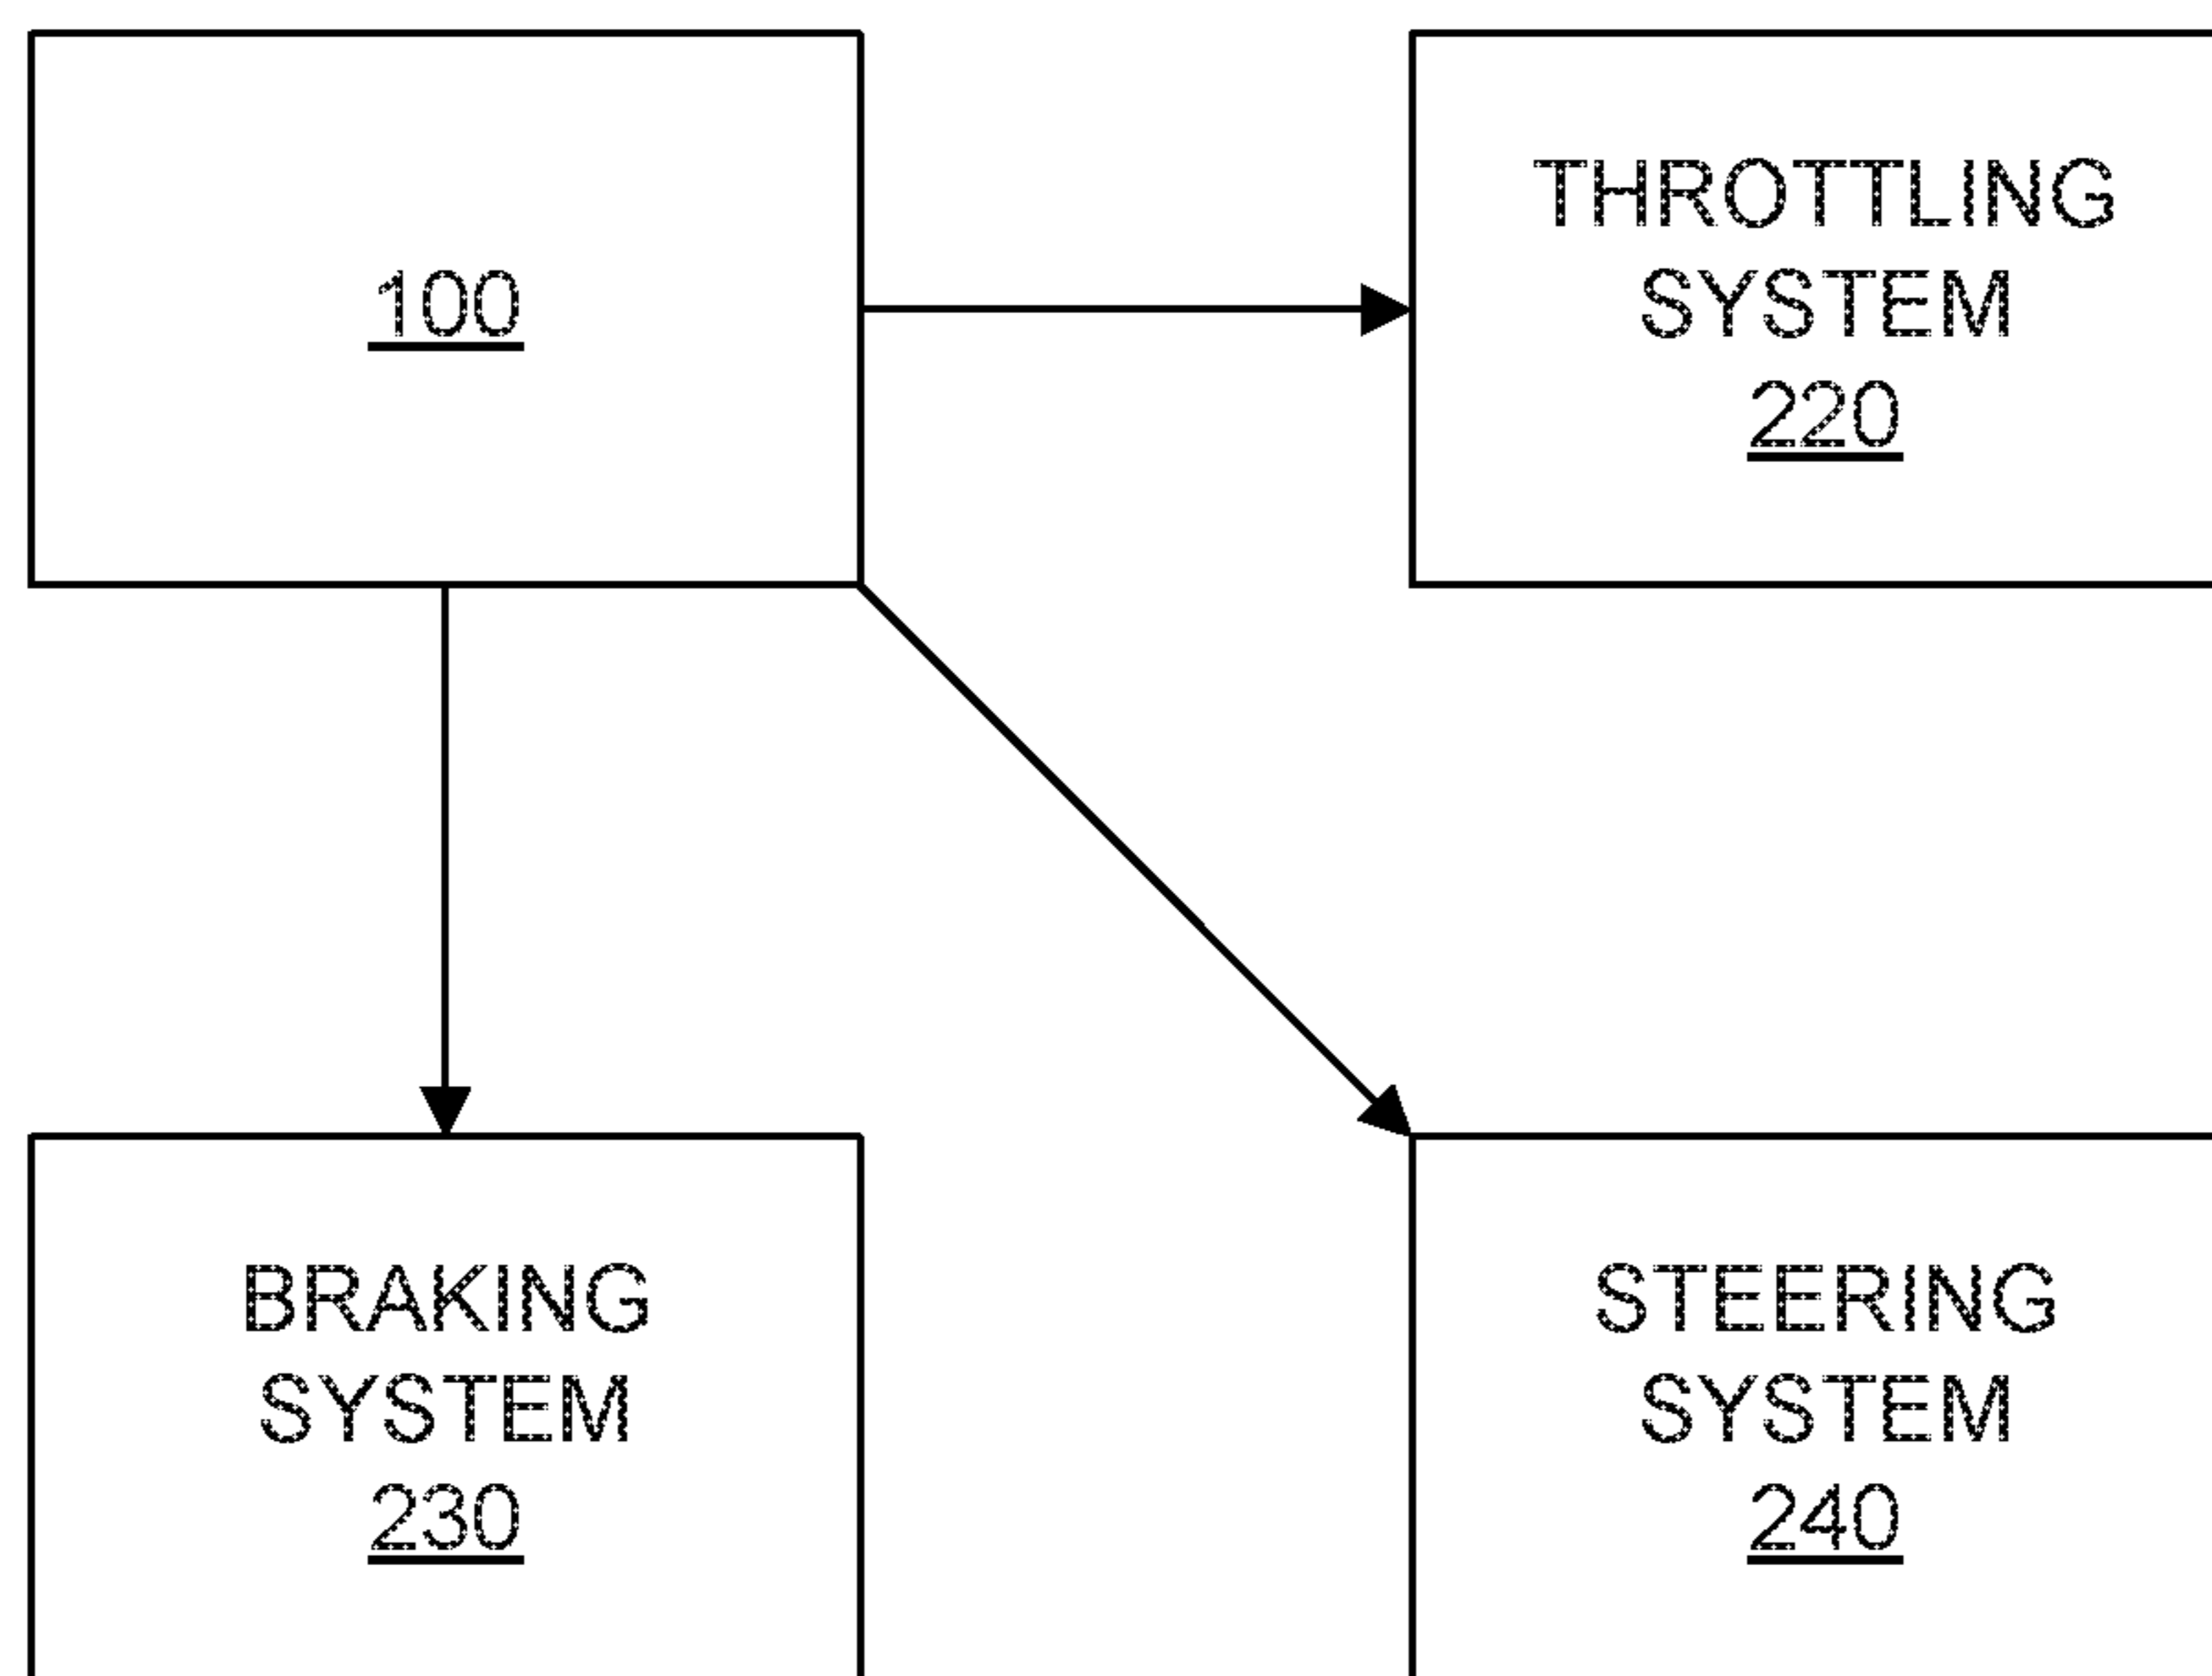 100
THROTTLING
SYSTEM
220
BRAKING
SYSTEM
230
STEERING
SYSTEM
240